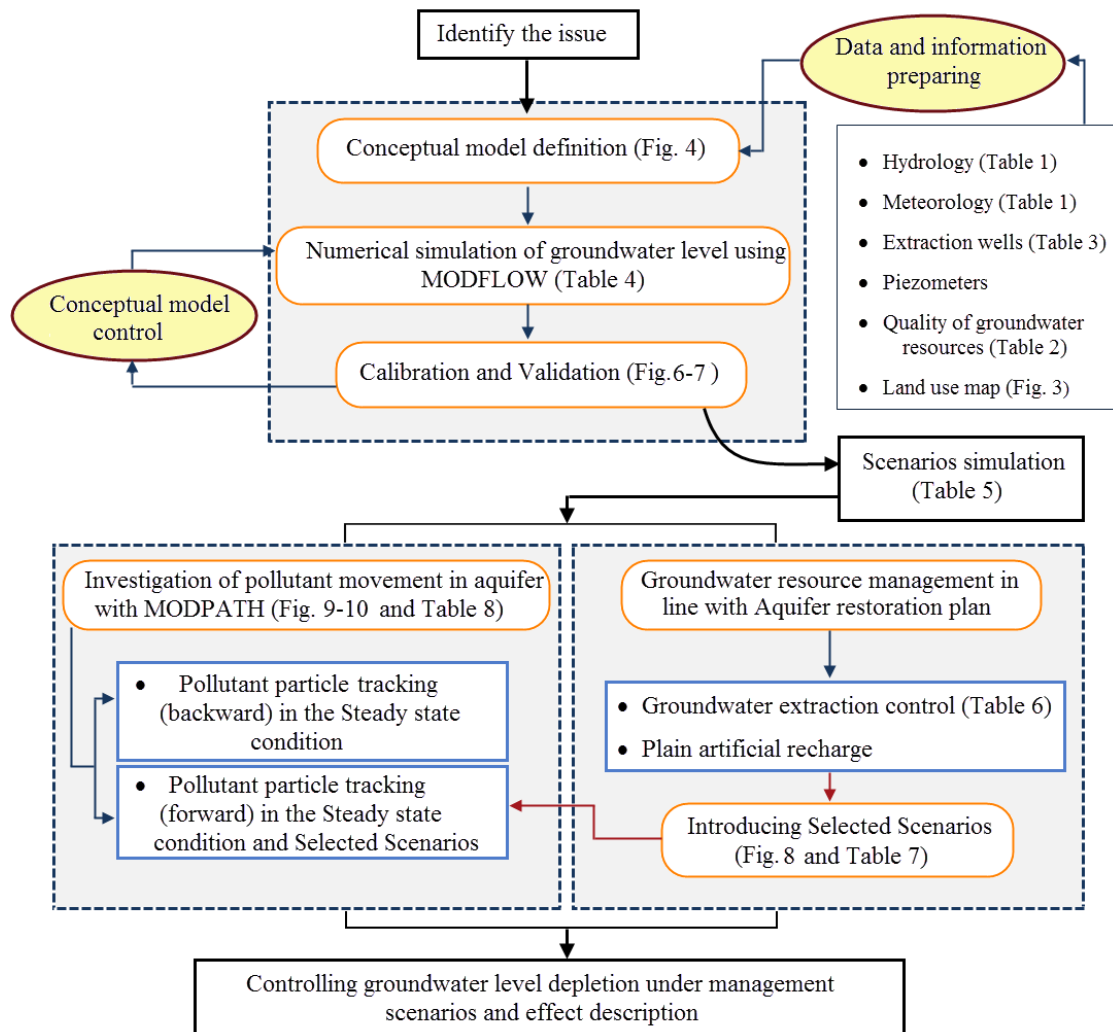 Identify the issue
Data and information
preparing
Conceptual model definition (Fig. 4)
• Hydrology (Table 1)
• Meteorology (Table 1)
• Extraction wells (Table 3)
• Piezometers
• Quality of groundwater
resources (Table 2)
• Land use map (Fig. 3)
Numerical simulation of groundwater level using
MODFLOW (Table 4)
Conceptual model
control
Calibration and Validation (Fig.6-7 )
Scenarios simulation
(Table 5)
Investigation of pollutant movement in aquifer
with MODPATH (Fig. 9-10 and Table 8)
• Pollutant particle tracking
(backward) in the Steady state
condition
• Pollutant particle tracking
(forward) in the Steady state
condition and Selected Scenarios
Groundwater resource management in
line with Aquifer restoration plan
• Groundwater extraction control (Table 6)
• Plain artificial recharge
Introducing Selected Scenarios
(Fig. 8 and Table 7)
Controlling groundwater level depletion under management
scenarios and effect description